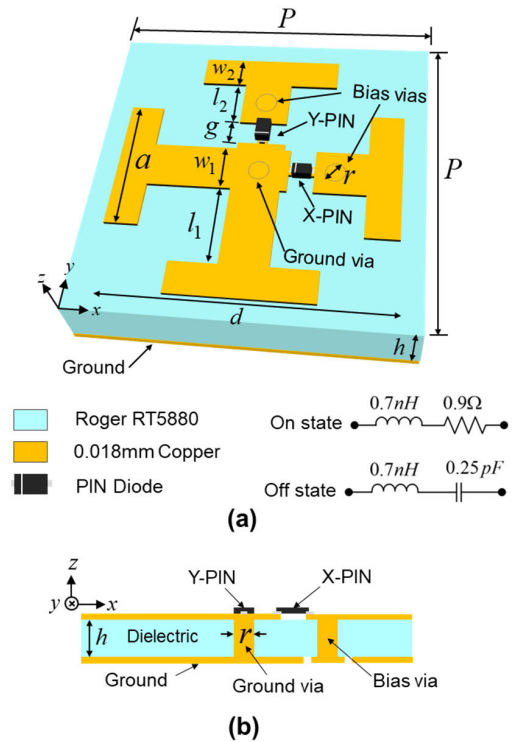 P
w2
l2
Bias vias
g
Y-PIN
P
a
w1
r
X-PIN
l1
Ground via
y
z
x
d
h
Ground
0.7nH 0.9Ω
Roger RT5880
On state
0.018mm Copper
0.7nH 0.25pF
PIN Diode
Off state
(a)
z
Y-PIN X-PIN
y x
h Dielectric r
Ground Ground via Bias via
(b)